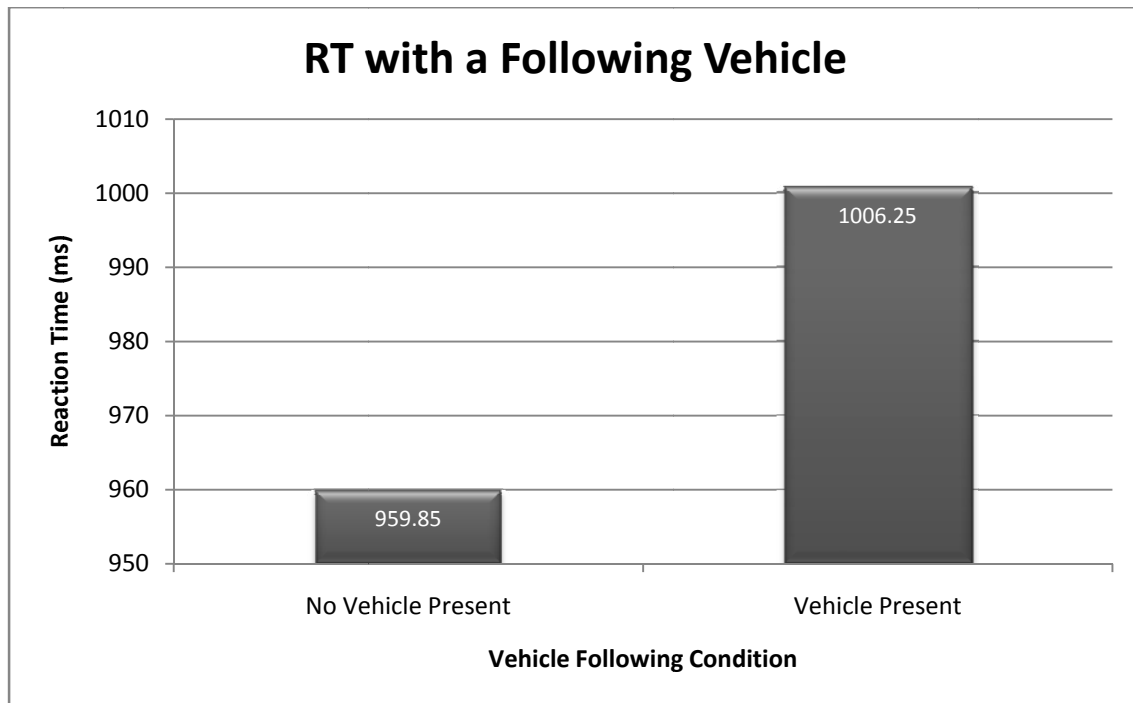 RT with a Following Vehicle
1010
1000
990
980
970
960
950
Reaction Time (ms)
959.85
1006.25
No Vehicle Present
Vehicle Present
Vehicle Following Condition